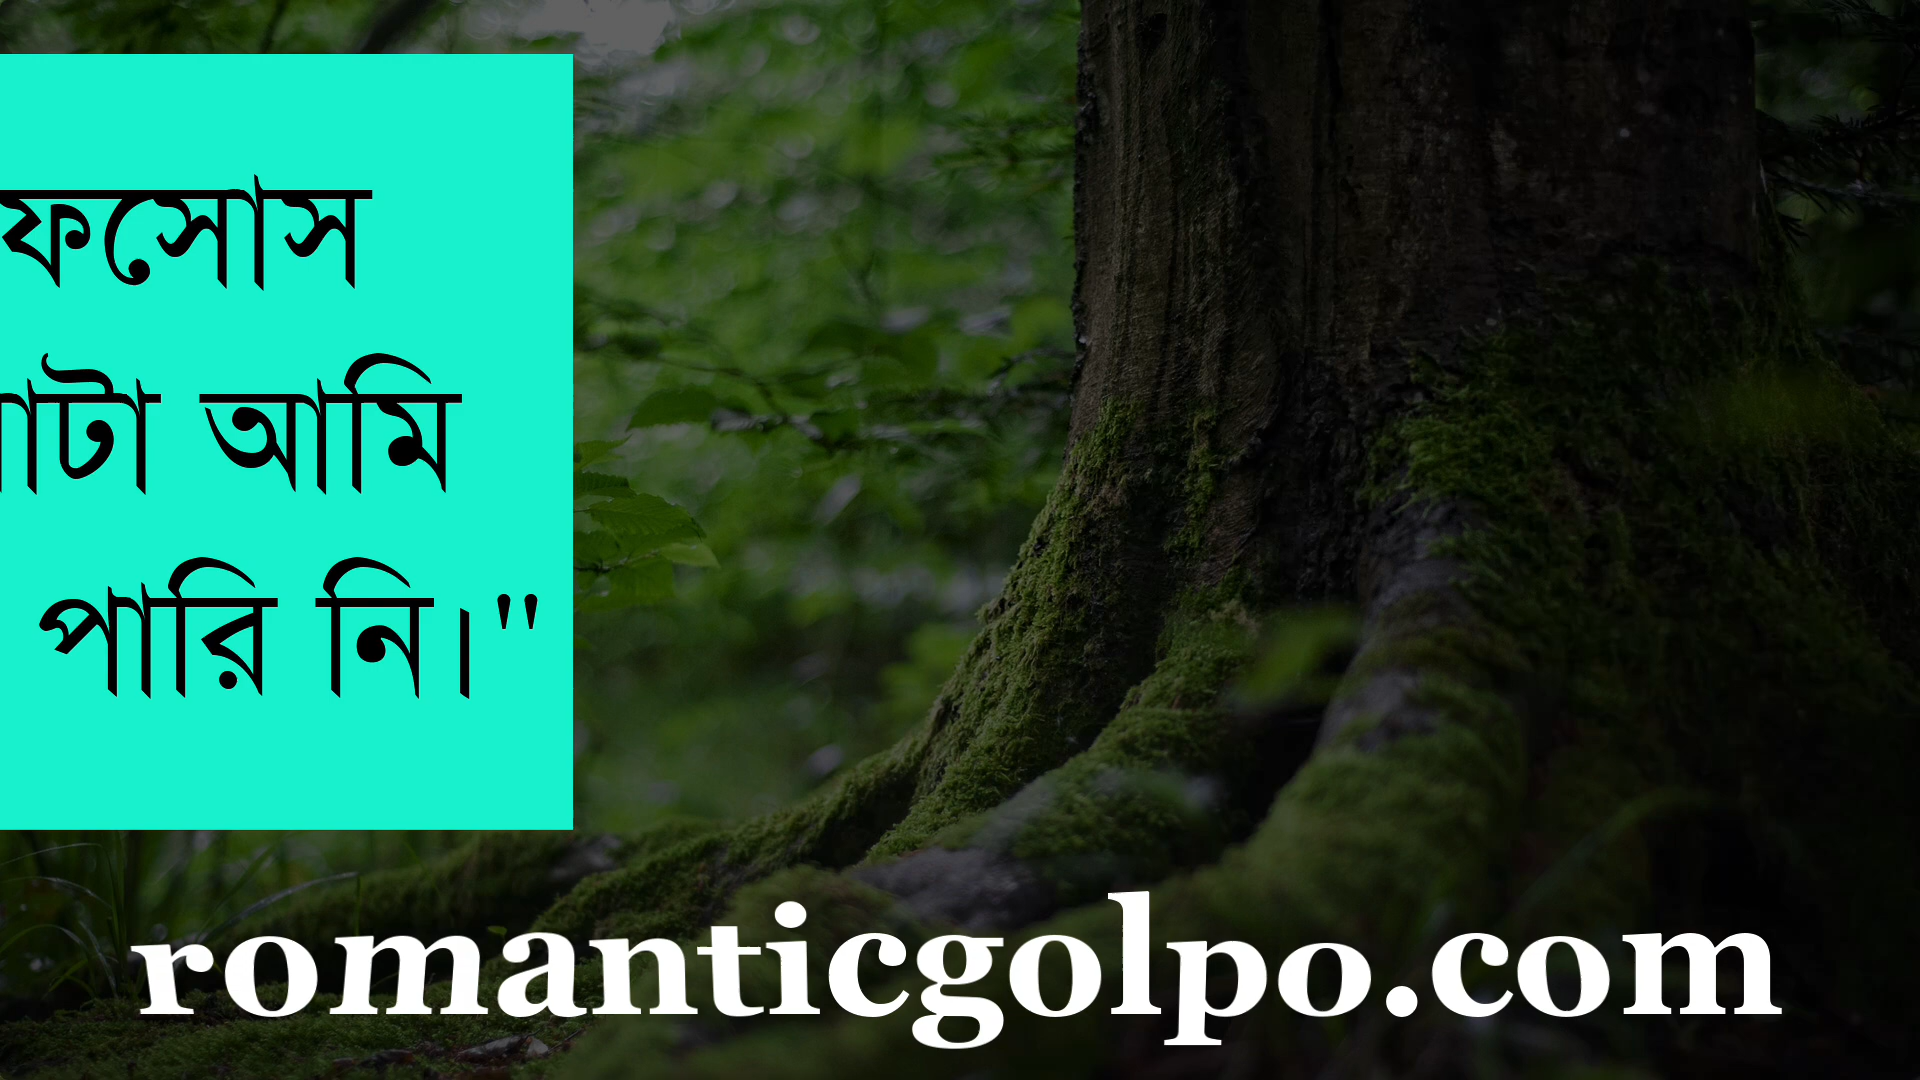 ফসোস
াটা আমি
পারি নি।"
romanticgolpo.com